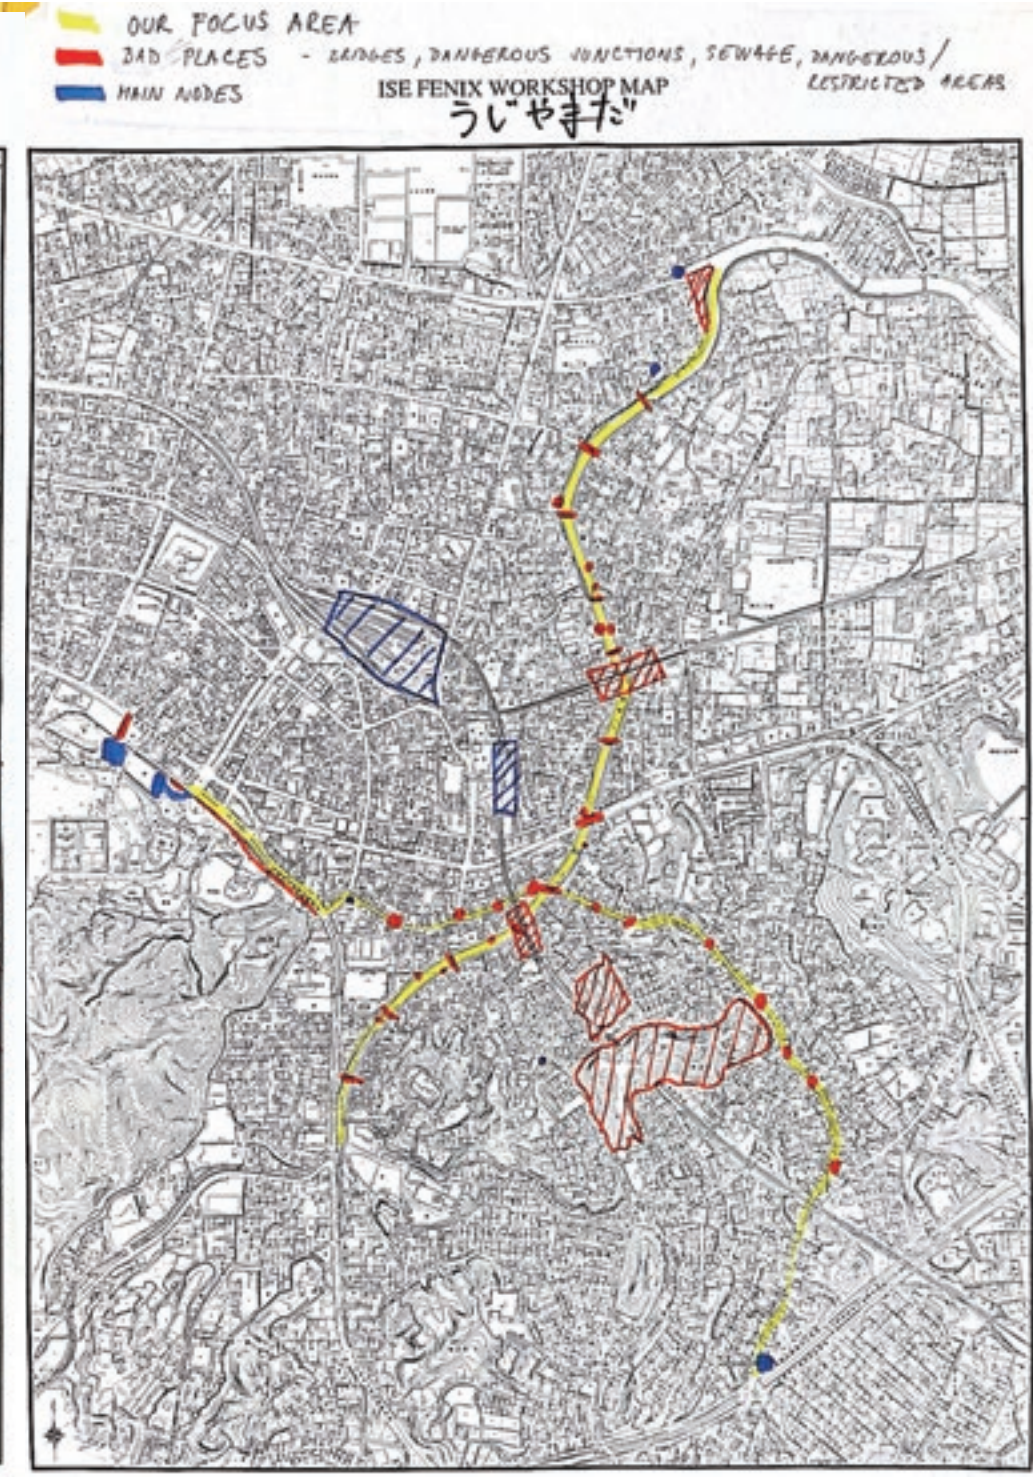 OUR FOCUS AREA
BAD PLACES - BRIDGES, DANGEROUS JUNCTIONS, SEWAGE, DANGEROUS/
RESTRICTED AREAS
MAIN NODES
ISE FENIX WORKSHOP MAP
うじやまだ